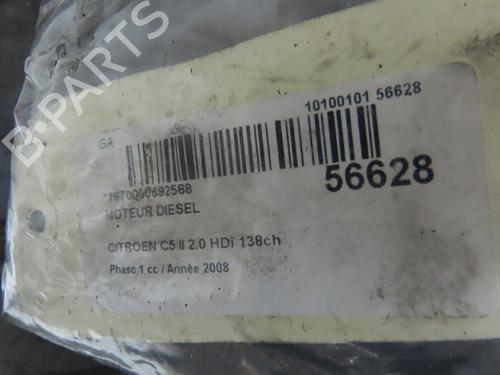 B-PARTS
GA
10100101 56628
*1970000692568
56628
MOTEUR DIESEL
CITROEN C5 II 2.0 HDi 138ch
Phase 1 cc / Année 2008